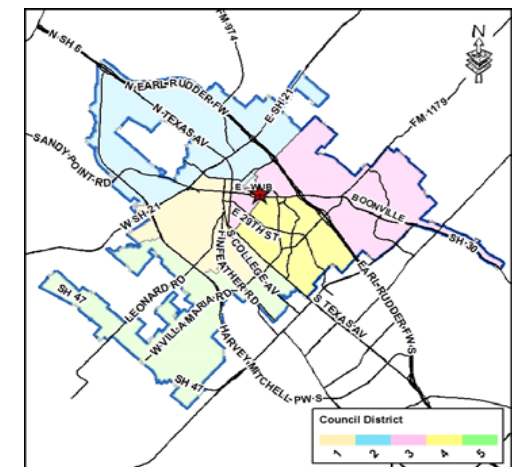 N SH 6
FM-974
N
N EARL-RUDDER-FW
E-SH-21
N-TEXAS-AV
FM-1179
SANDY-POINT-RD
BOONVILLE
W-SH-21
E 29TH ST
SH-30
S COLLEGE-AV
FINFEATHER-RD
LEONARD RD
EARL-RUDDER-FW-S
SH 47
W-VILLA MARIA-RD
S TEXAS-AV
HARVEY-MITCHELL-PW-S
SH 47
Council District
1 2 3 4 5